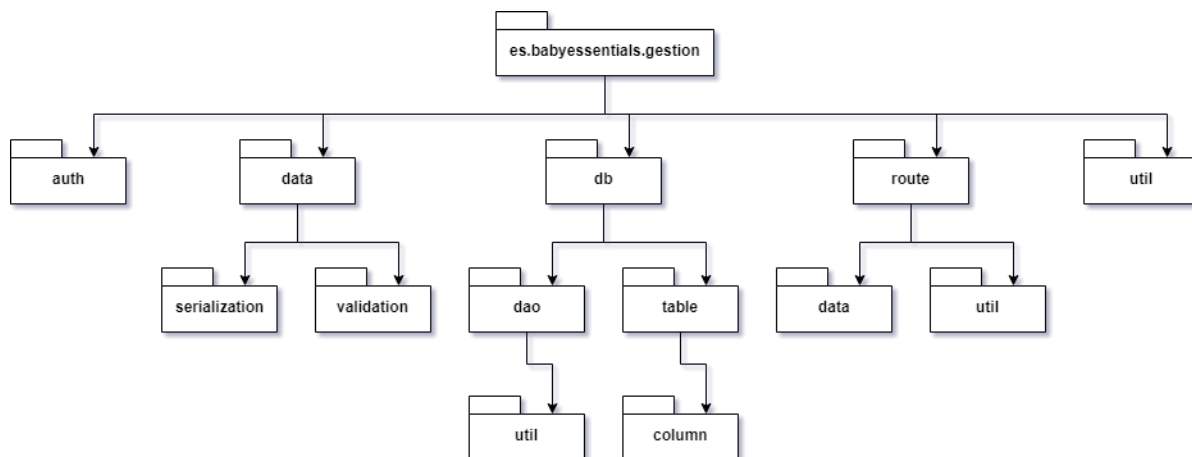 es.babyessentials.gestion
auth
data
db
route
util
serialization
validation
dao
table
data
util
util
column